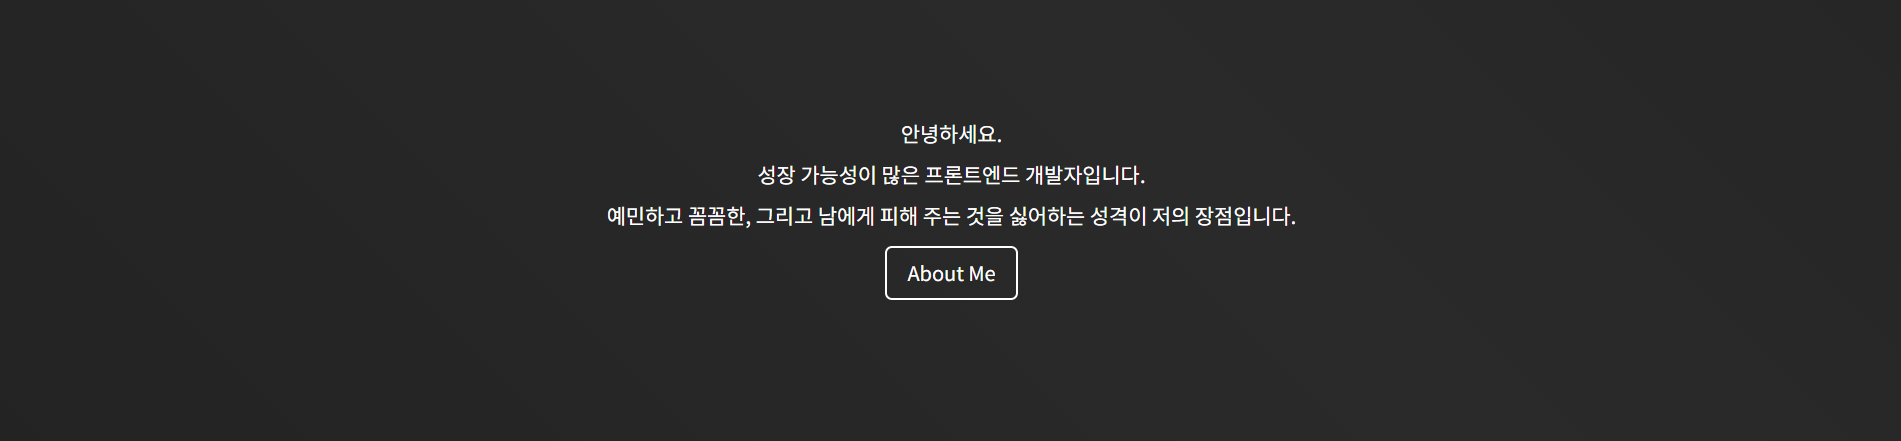 안녕하세요.
성장 가능성이 많은 프론트엔드 개발자입니다.
예민하고 꼼꼼한, 그리고 남에게 피해 주는 것을 싫어하는 성격이 저의 장점입니다.
About Me